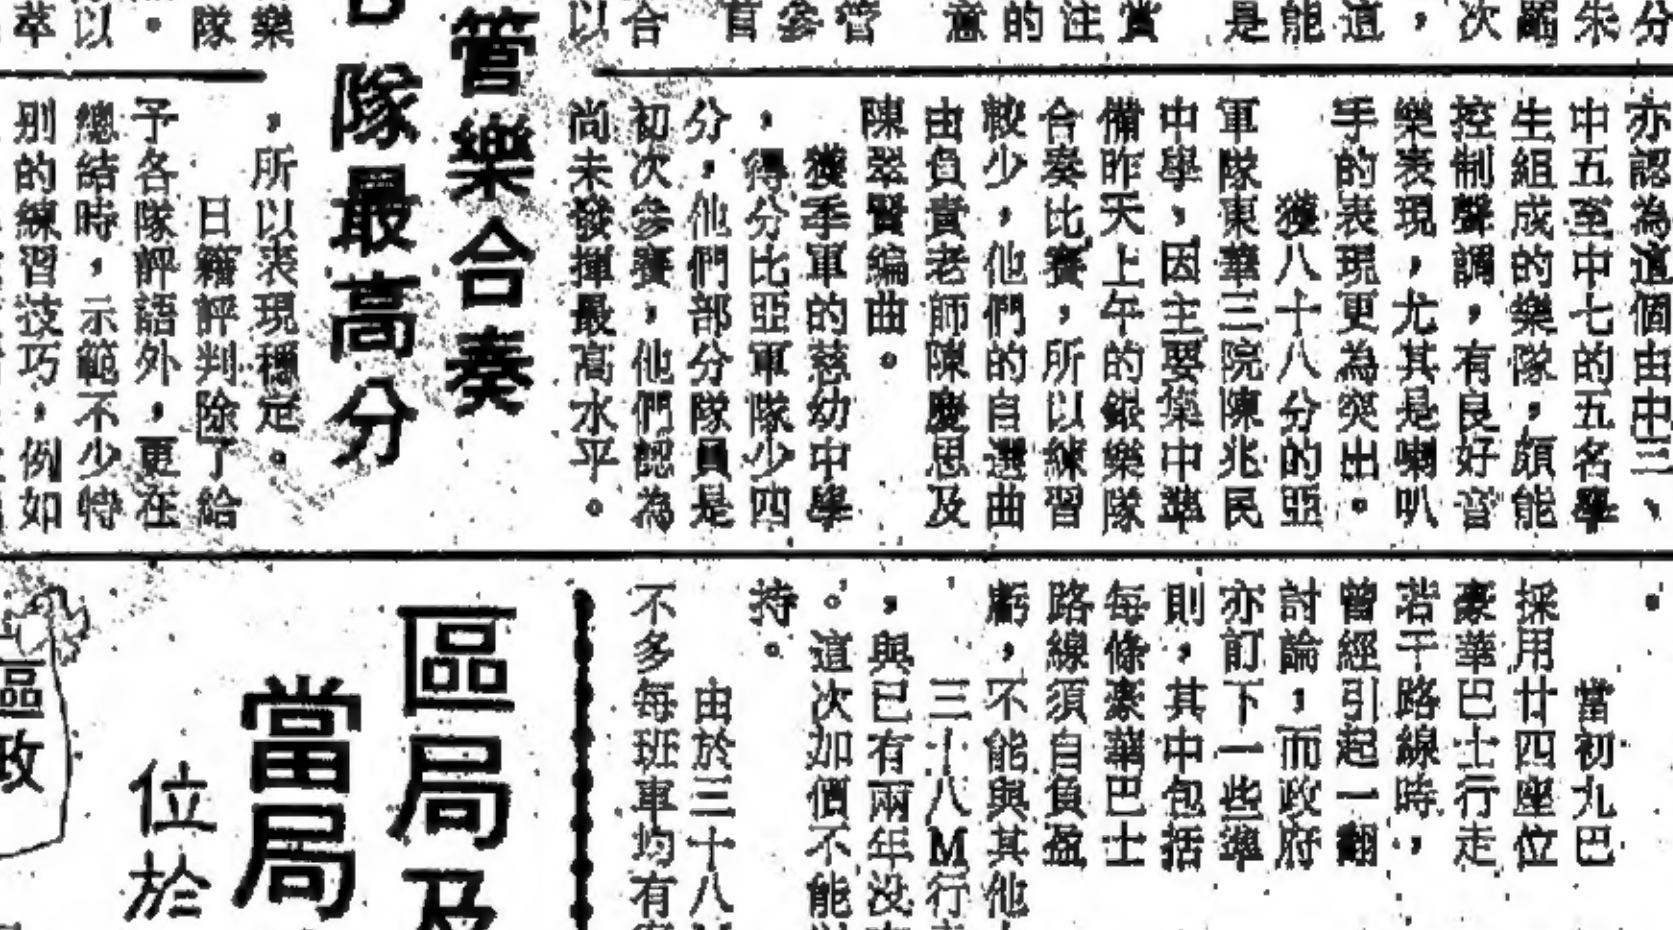 分
朱
羅
次
，
道
能
是
賞
注
的
意
管
參
官
合
以
亦認為這個由中三、
中五至中七的五名學
生組成的樂隊，頗能
控制聲調，有良好音
樂表現，尤其是喇叭
手的表現更為突出。
獲八十八分的亞
軍隊東華三院陳兆民
中學，因主要集中準
備昨天上午的銀樂隊
合奏比賽，所以練習
較少，他們的自選曲
由負責老師陳慶思及
陳翠賢編曲。
獲季軍的慈幼中學
，得分比亞軍隊少四
分，他們部分隊員是
初次參賽，他們認為
尚未發揮最高水平。
管樂合奏
隊最高分
樂
隊
。
以
萃
，所以表現穩定。
日籍評判除了給
予各隊評語外，更在
總結時，示範不少特
別的練習技巧，例如
。
當初九巴
採用廿四座位
豪華巴士行走
若干路線時，
曾經引起一翻
討論，而政府
亦訂下一些準
則，其中包括
每條豪華巴士
路線須自負盈
虧，不能與其他
三十八M行
，與已有兩年没
。這次加價不能
持。
由於三十八
不多每班車均有
區局及
當局
位於
區
政